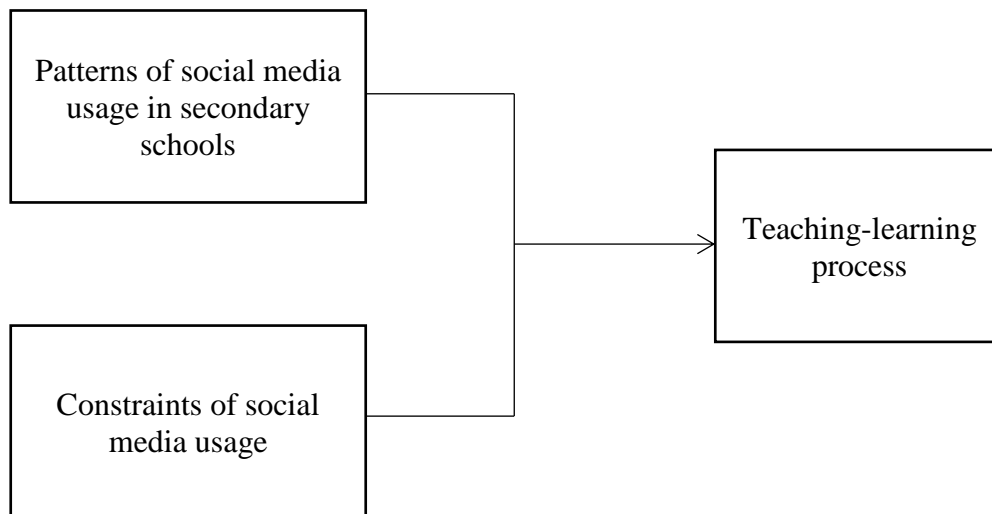 Patterns of social media
usage in secondary
schools
Teaching-learning
process
Constraints of social
media usage